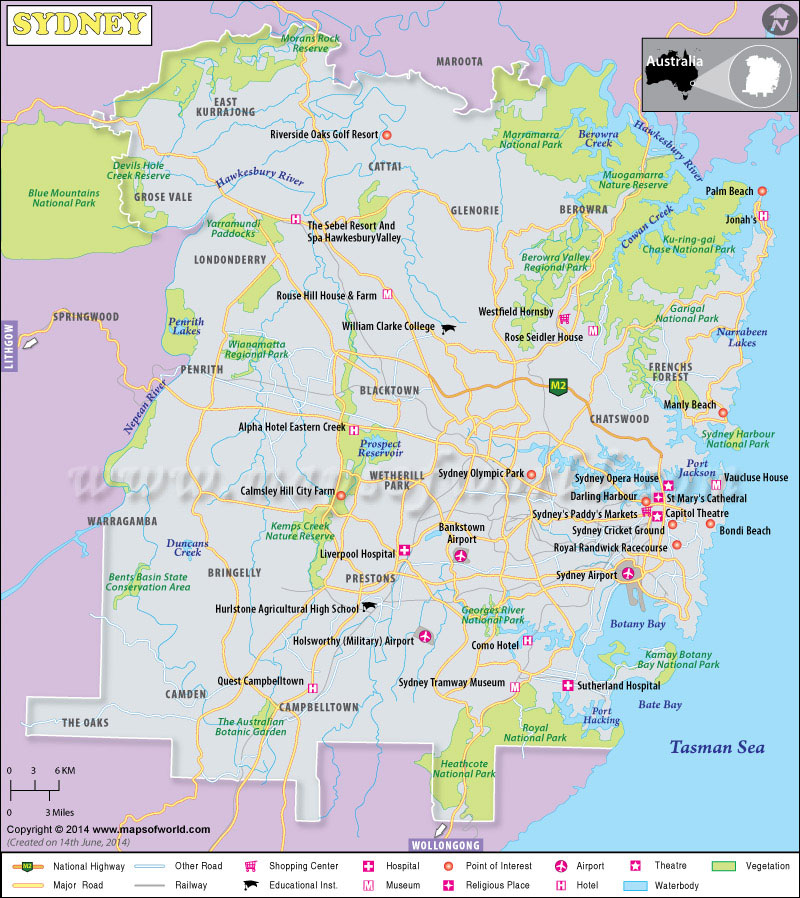 SYDNEY
N
Australia
Morans Rock
Reserve
MAROOTA
EAST
KURRAJONG
Riverside Oaks Golf Resort
Marramarra
National Park
Berowra
Creek
Hawkesbury River
CATTAI
Devils Hole
Creek Reserve
Hawkesbury River
Muogamarra
Nature Reserve
Palm Beach
Blue Mountains
National Park
GROSE VALE
GLENORIE
BEROWRA
Cowan Creek
Jonah's
H
H
The Sebel Resort And
Spa HawkesburyValley
Yarramundi
Paddocks
Ku-ring-gai
Chase National Park
LONDONDERRY
Berowra Valley
Regional Park
Rouse Hill House & Farm
M
Westfield Hornsby
Garigal
National Park
SPRINGWOOD
Penrith
Lakes
William Clarke College
Rose Seidler House
M
Narrabeen
Lakes
LITHGOW
Wianamatta
Regional Park
PENRITH
FRENCHS
FOREST
Nepean River
BLACKTOWN
M2
CHATSWOOD
Manly Beach
Alpha Hotel Eastern Creek
H
Sydney Harbour
National Park
Prospect
Reservoir
www.mapsofworld.com
WETHERILL
PARK
Sydney Olympic Park
Port
Jackson
Sydney Opera House
Vaucluse House
M
Calmsley Hill City Farm
Darling Harbour
St Mary's Cathedral
Sydney's Paddy's Markets
Capitol Theatre
WARRAGAMBA
Kemps Creek
Nature Reserve
Bankstown
Airport
Sydney Cricket Ground
Bondi Beach
Duncans
Creek
Liverpool Hospital
Royal Randwick Racecourse
BRINGELLY
PRESTONS
Sydney Airport
Bents Basin State
Conservation Area
Hurlstone Agricultural High School
Georges River
National Park
Botany Bay
Holsworthy (Military) Airport
Como Hotel
H
Kamay Botany
Bay National Park
Quest Campbelltown
H
Sydney Tramway Museum
M
Sutherland Hospital
CAMDEN
CAMPBELLTOWN
Port
Hacking
Bate Bay
THE OAKS
The Australian
Botanic Garden
Royal
National Park
Tasman Sea
Heathcote
National Park
0 3 6 KM
0 3 Miles
Copyright © 2014 www.mapsofworld.com
(Created on 14th June, 2014)
WOLLONGONG
M2 National Highway
Other Road
Shopping Center
Hospital
Point of Interest
Airport
Theatre
Vegetation
Major Road
Railway
Educational Inst.
M Museum
Religious Place
H Hotel
Waterbody